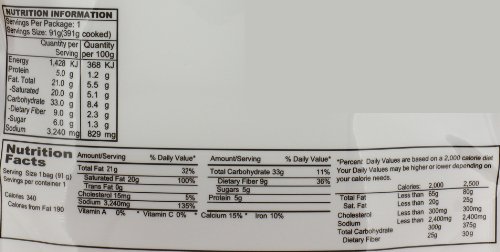 NUTRITION INFORMATION
Servings Per Package: 1
Servings Size: 91g(391g cooked)
Quantity per Serving Quantity per 100g
Energy 1,428 KJ 368 KJ
Protein 5.0 g 1.2 g
Fat. Total 21.0 g 5.5 g
-Saturated 20.0 g 5.1 g
Carbohydrate 33.0 g 8.4 g
-Dietary Fiber 9.0 g 2.3 g
-Sugar 6.0 g 1.3 g
Sodium 3.240 mg 829 mg
Nutrition Facts
Serving Size 1 bag (91 g)
Servings per container 1
Calories 340
Calories from Fat 190
Amount/Serving % Daily Value*
Total Fat 21g 32%
Saturated Fat 20g 100%
Trans Fat 0g
Cholesterol 15mg 5%
Sodium 3,240mg 135%
Amount/Serving % Daily Value*
Total Carbohydrate 33g 11%
Dietary Fiber 9g 36%
Sugars 5g
Protein 5g
Vitamin A 0% * Vitamin C 0% * Calcium 15% * Iron 10%
*Percent Daily Values are based on a 2,000 calorie diet
Your Daily Values may be higher or lower depending on
your calorie needs.
Calories: 2,000 2,500
Total Fat Less than 65g 80g
Sat. Fat Less than 20g 25g
Cholesterol Less than 300mg 300mg
Sodium Less than 2,400mg 2,400mg
Total Carbohydrate 300g 375g
Dietary Fiber 25g 30g